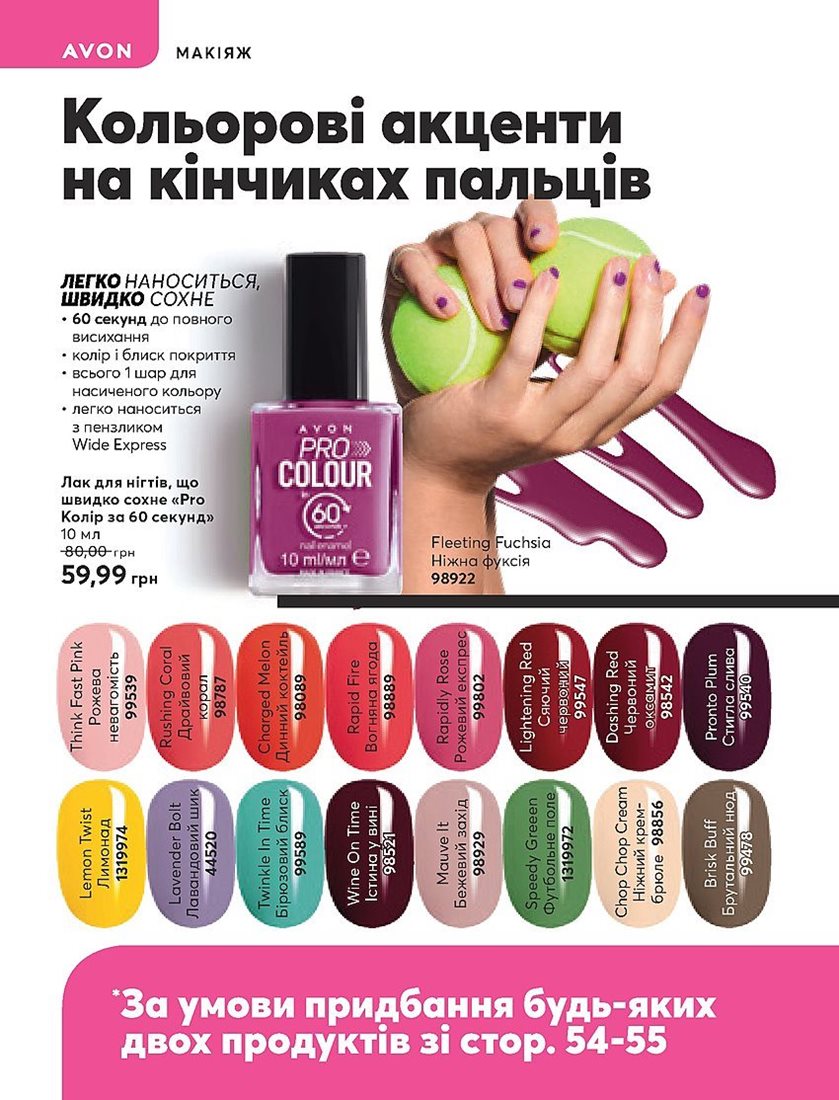 AVON
МАКІЯЖ
Кольорові акценти
на кінчиках пальців
ЛЕГКО НАНОСИТЬСЯ,
ШВИДКО СОХНЕ
• 60 секунд до повного
висихання
• колір і блиск покриття
• всього 1 шар для
насиченого кольору
• легко наноситься
з пензликом
Wide Express
Лак для нігтів, що
швидко сохне «Pro
Колір за 60 секунд»
10 мл
80,00 грн
59,99 грн
AVON
PRO
COLOUR
60
nail enamel
10 ml/мл e
Fleeting Fuchsia
Ніжна фуксія
98922
Think Fast Pink
Рожева
невагомість
99539
Rushing Coral
Драйвовий
корал
98787
Charged Melon
Динний коктейль
98089
Rapid Fire
Вогняна ягода
98889
Rapidly Rose
Рожевий експрес
99802
Lightening Red
Сяючий
червоний
99547
Dashing Red
Червоний
оксамит
98542
Pronto Plum
Стигла слива
99540
Lemon Twist
Лимонад
1319974
Lavender Bolt
Лавандовий шик
44520
Twinkle In Time
Бірюзовий блиск
99589
Wine On Time
Істина у вині
98521
Mauve It
Бежевий захід
98929
Speedy Greeen
Футбольне поле
1319972
Chop Chop Cream
Ніжний крем-
брюле 98856
Brisk Buff
Брутальний нюд
99478
*За умови придбання будь-яких
двох продуктів зі стор. 54-55